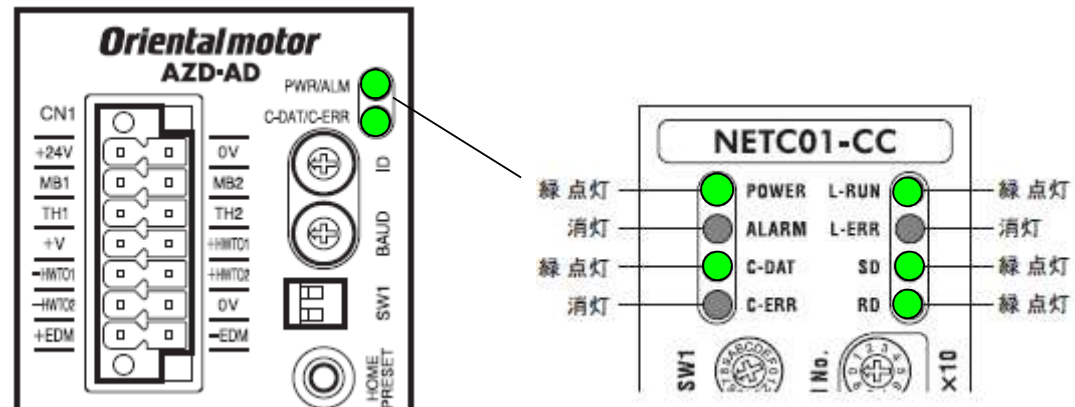 Orientalmotor
AZD-AD
PWR/ALM
C-DAT/C-ERR
CN1
+24V 0V
MB1 MB2
TH1 TH2
+V +HWTO1
-HWTO1 +HWTO2
-HWTO2 0V
+EDM -EDM
ID
BAUD
SW1
HOME
PRESET
NETC01-CC
緑 点灯 POWER L-RUN 緑 点灯
消灯 ALARM L-ERR 消灯
緑 点灯 C-DAT SD 緑 点灯
消灯 C-ERR RD 緑 点灯
SW1
No.
×10